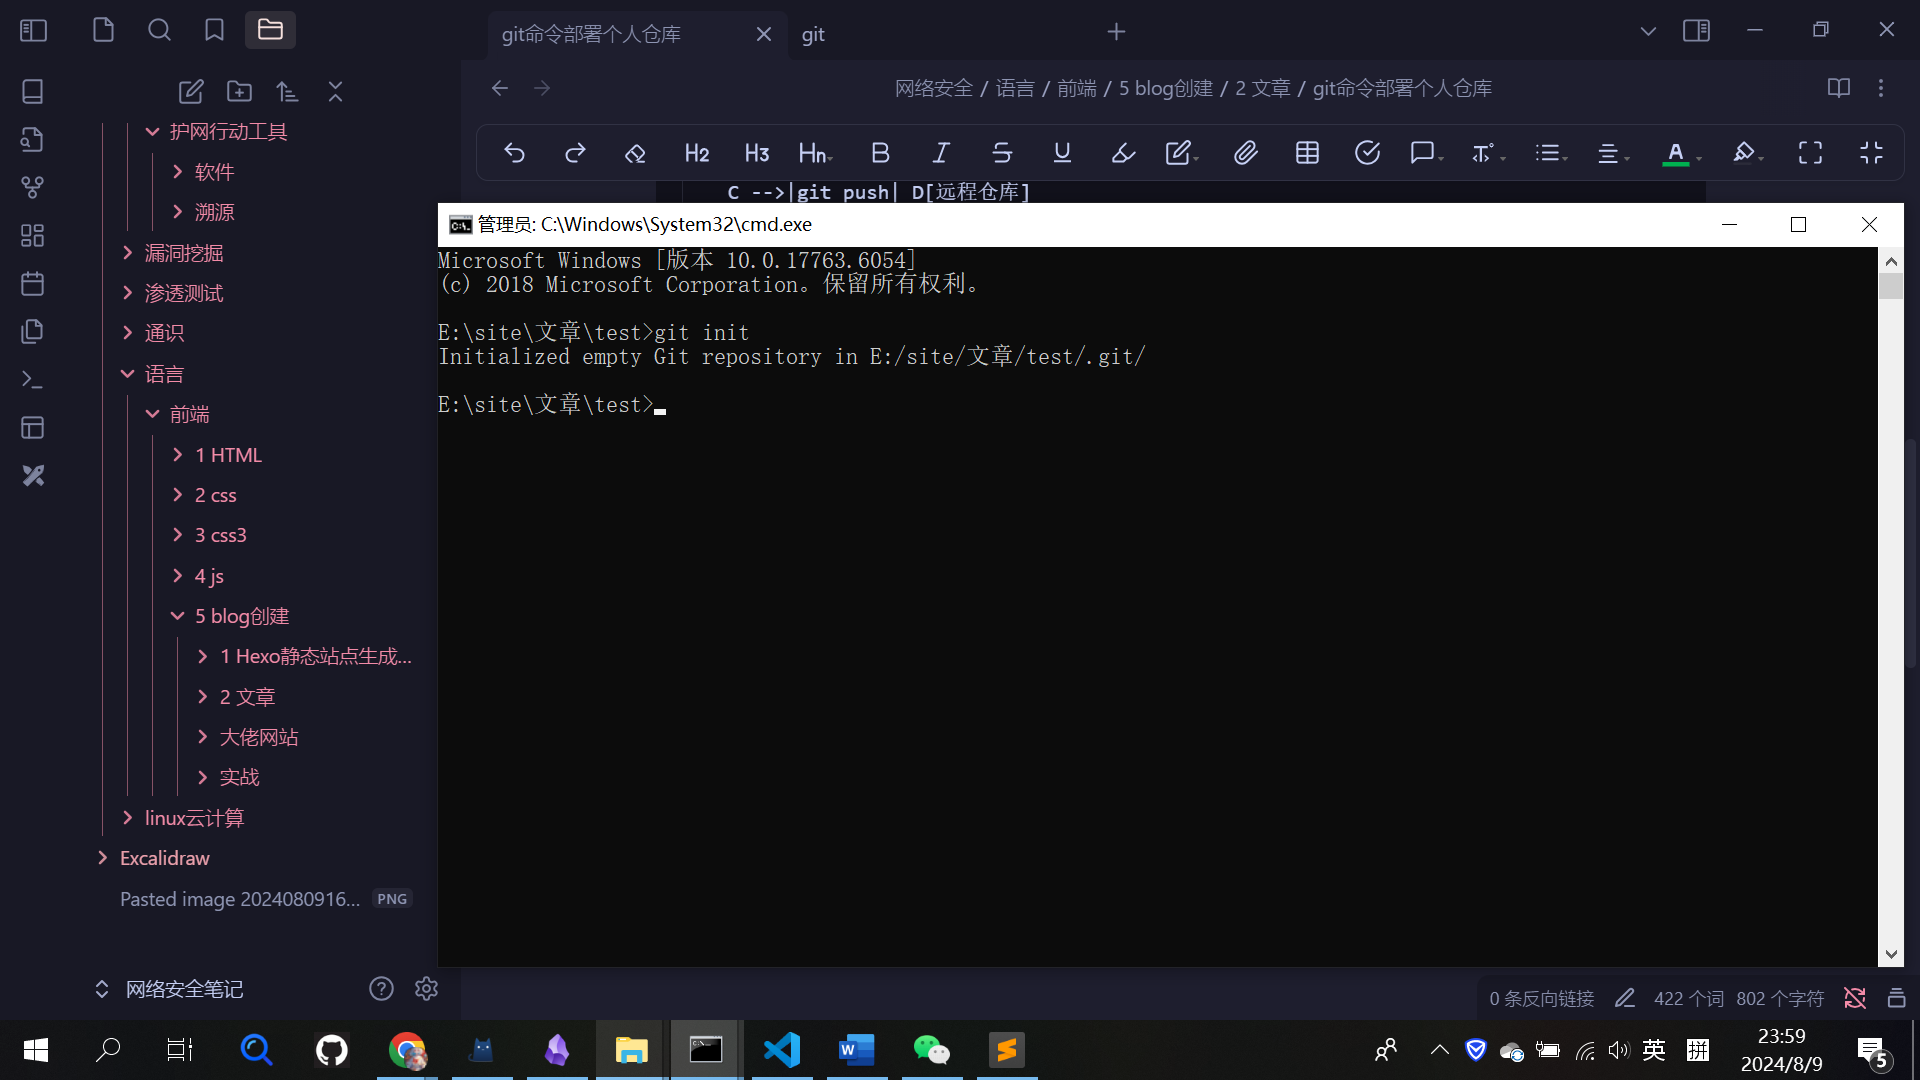 git命令部署个人仓库
git
网络安全 / 语言 / 前端 / 5 blog创建 / 2 文章 / git命令部署个人仓库
护网行动工具
软件
溯源
漏洞挖掘
渗透测试
通识
语言
前端
1 HTML
2 css
3 css3
4 js
5 blog创建
1 Hexo静态站点生成...
2 文章
大佬网站
实战
linux云计算
Excalidraw
Pasted image 2024080916... PNG
网络安全笔记
H2 H3 Hn B I S U A
C -->|git push| D[远程仓库]
管理员: C:\Windows\System32\cmd.exe
Microsoft Windows [版本 10.0.17763.6054]
(c) 2018 Microsoft Corporation。保留所有权利。
E:\site\文章\test>git init
Initialized empty Git repository in E:/site/文章/test/.git/
E:\site\文章\test>
0 条反向链接 422 个词 802 个字符
英 拼
23:59
2024/8/9
5